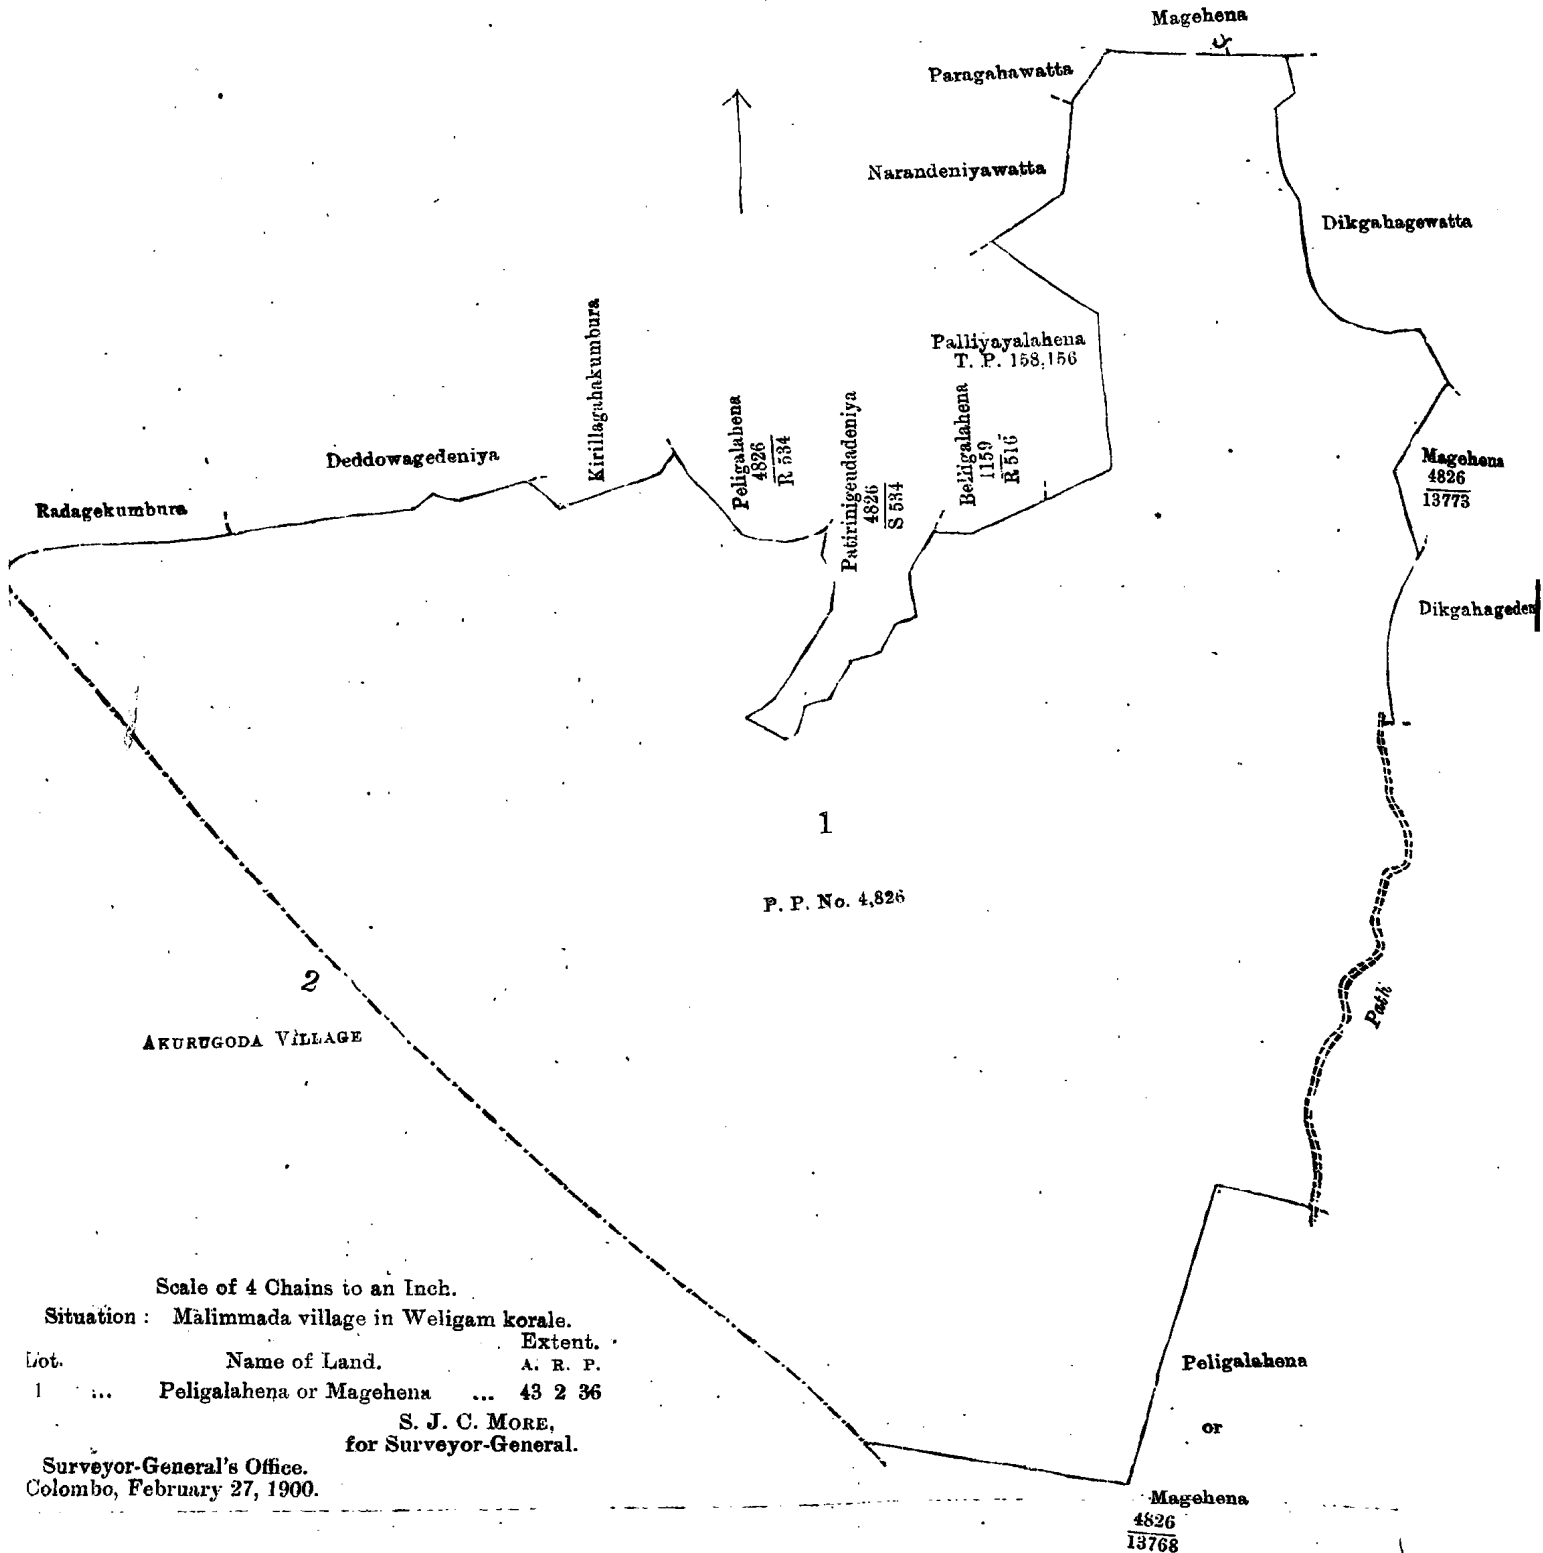 Magehena
Paragahawatta
Narandeniyawatta
Dikgahagewatta
Kirillagahakumbura
Palliyayalahena
T. P. 158,156
Peligalahena
4826
R 534
Patirinigeudadeniya
4826
S 534
1159
R 516
Deddowagedeniya
Radagekumbura
Magehena
4826
13773
Dikgahageden
1
P. P. No. 4,826
2
AKURUGODA VILLAGE
Path
Scale of 4 Chains to an Inch.
Situation : Malimmada village in Weligam korale.
Extent.
Lot. Name of Land. A. R. P.
1 ... Peligalahena or Magehena ... 43 2 36
S. J. C. MORE,
for Surveyor-General.
Surveyor-General's Office.
Colombo, February 27, 1900.
Peligalahena
or
Magehena
4826
13768